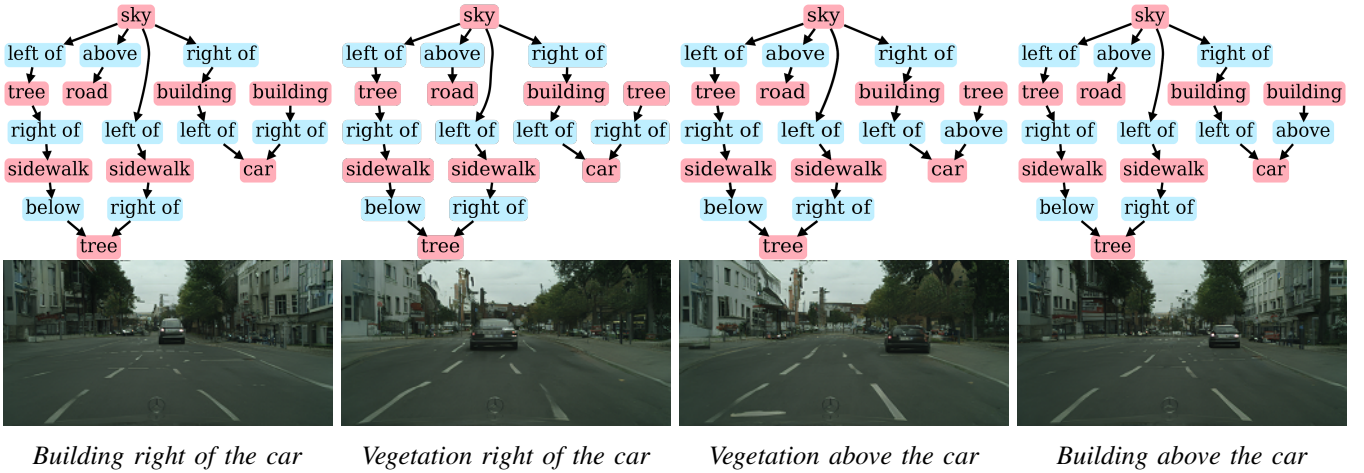 sky
left of above right of
tree road building building
right of left of left of right of
sidewalk sidewalk car
below right of
tree
sky
left of above right of
tree road building tree
right of left of left of right of
sidewalk sidewalk car
below right of
tree
sky
left of above right of
tree road building tree
right of left of left of above
sidewalk sidewalk car
below right of
tree
sky
left of above right of
tree road building building
right of left of left of above
sidewalk sidewalk car
below right of
tree
Building right of the car
Vegetation right of the car
Vegetation above the car
Building above the car